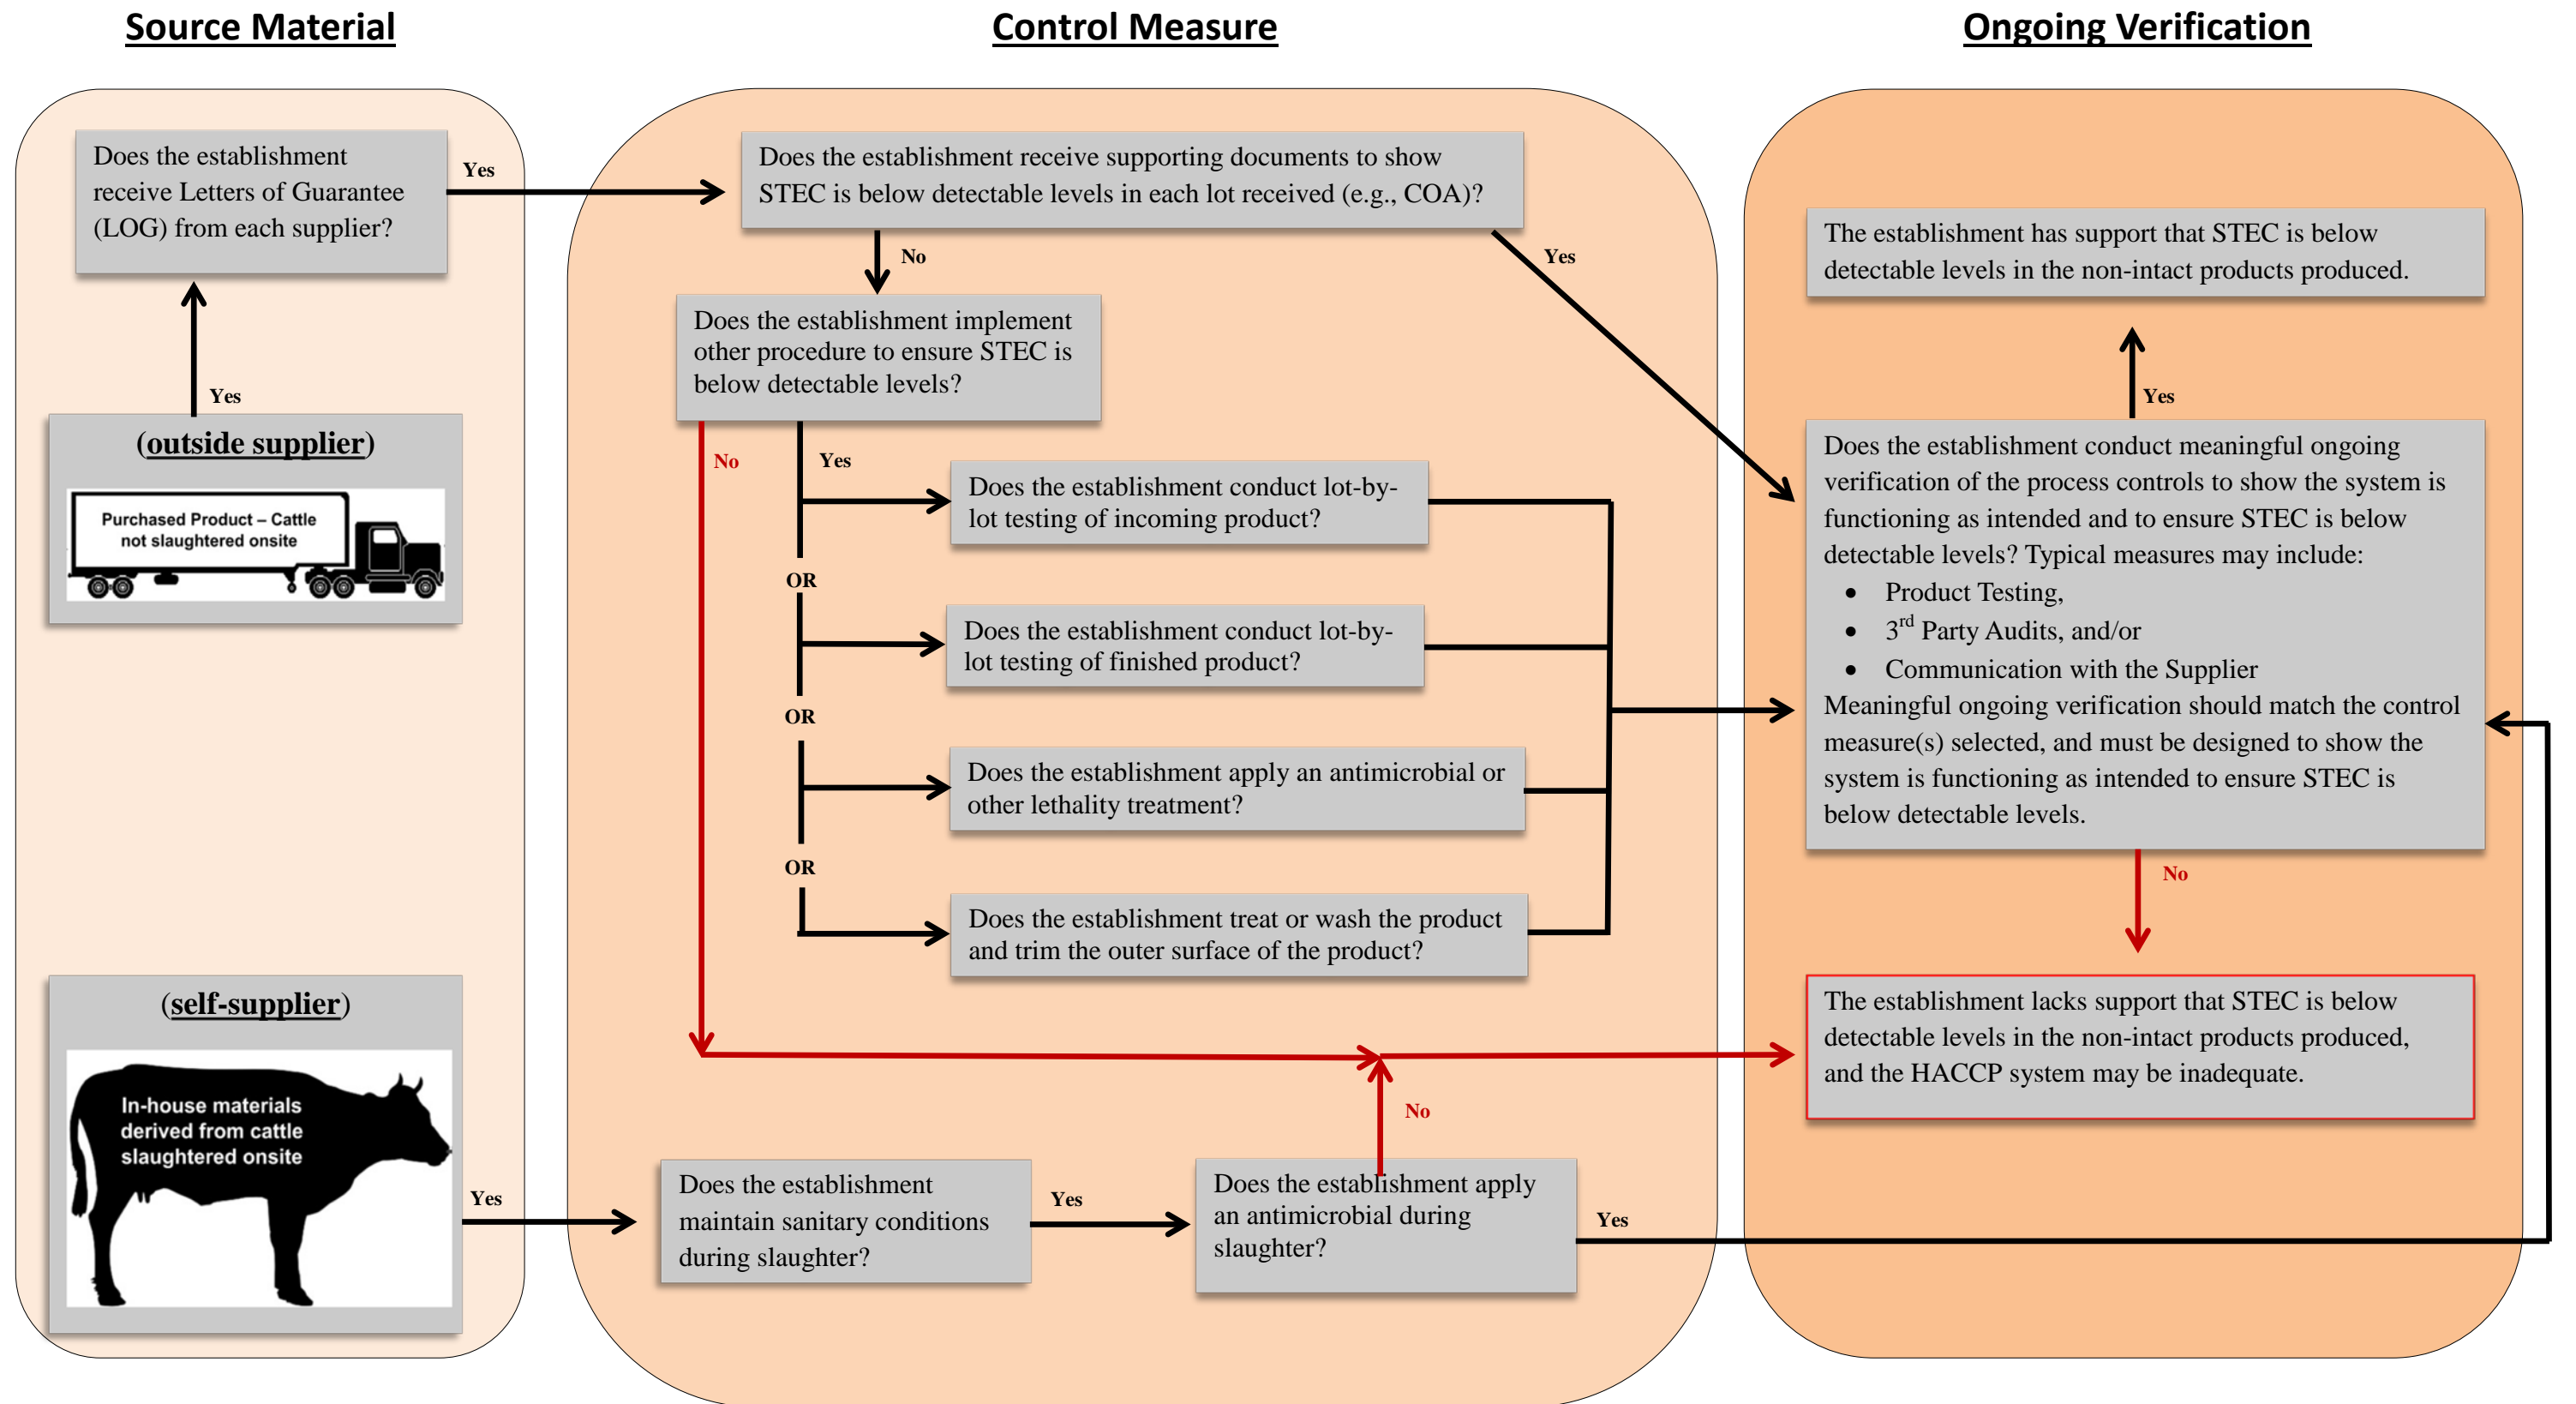 Source Material
Control Measure
Ongoing Verification
Does the establishment
receive Letters of Guarantee
(LOG) from each supplier?
Yes
Yes
(outside supplier)
Purchased Product – Cattle
not slaughtered onsite
(self-supplier)
In-house materials
derived from cattle
slaughtered onsite
Yes
Does the establishment receive supporting documents to show
STEC is below detectable levels in each lot received (e.g., COA)?
No
Yes
Does the establishment implement
other procedure to ensure STEC is
below detectable levels?
No
Yes
Does the establishment conduct lot-by-
lot testing of incoming product?
OR
Does the establishment conduct lot-by-
lot testing of finished product?
OR
Does the establishment apply an antimicrobial or
other lethality treatment?
OR
Does the establishment treat or wash the product
and trim the outer surface of the product?
No
Does the establishment
maintain sanitary conditions
during slaughter?
Yes
Does the establishment apply
an antimicrobial during
slaughter?
Yes
The establishment has support that STEC is below
detectable levels in the non-intact products produced.
Yes
Does the establishment conduct meaningful ongoing
verification of the process controls to show the system is
functioning as intended and to ensure STEC is below
detectable levels? Typical measures may include:
• Product Testing,
• 3rd Party Audits, and/or
• Communication with the Supplier
Meaningful ongoing verification should match the control
measure(s) selected, and must be designed to show the
system is functioning as intended to ensure STEC is
below detectable levels.
No
The establishment lacks support that STEC is below
detectable levels in the non-intact products produced,
and the HACCP system may be inadequate.